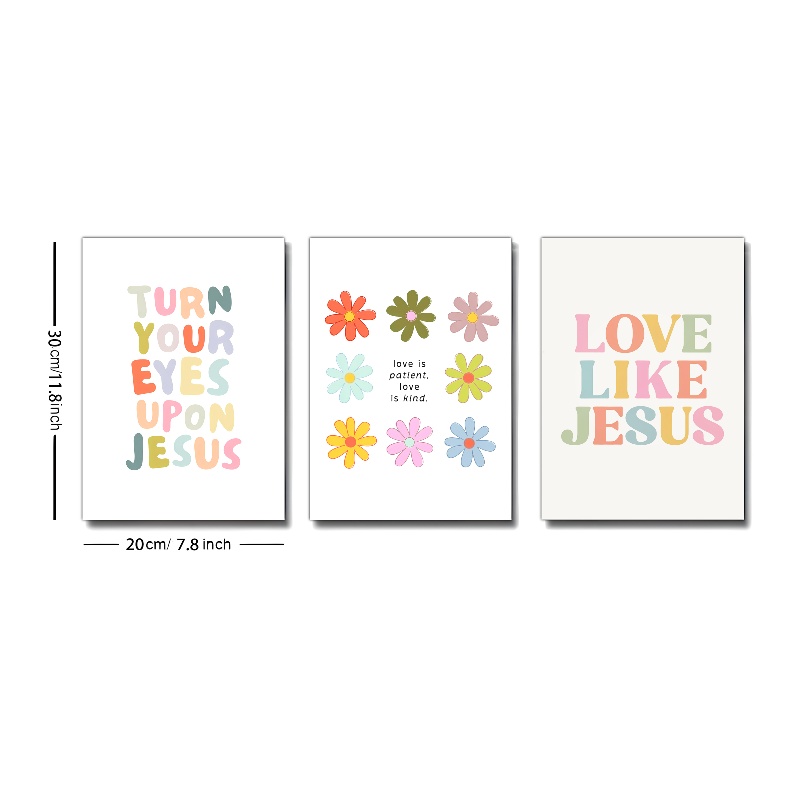 30cm/11.8inch
TURN
YOUR
EYES
UPON
JESUS
love is
patient,
love
is kind.
LOVE
LIKE
JESUS
20cm/ 7.8 inch